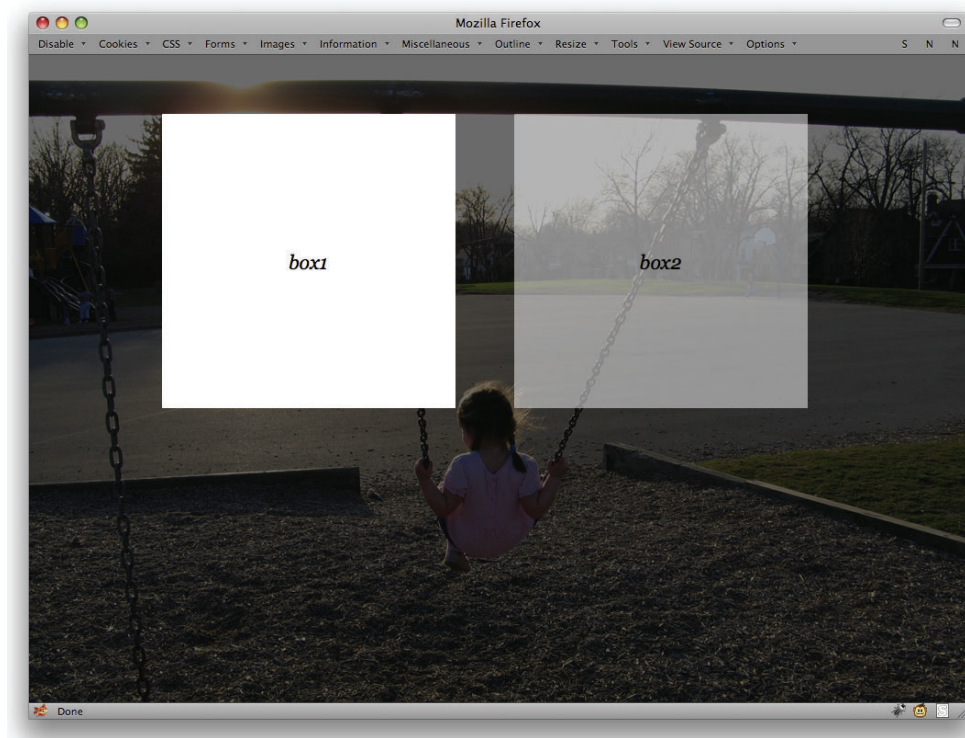 Mozilla Firefox
Disable Cookies CSS Forms Images Information Miscellaneous Outline Resize Tools View Source Options S N N
box1 box2
Done S